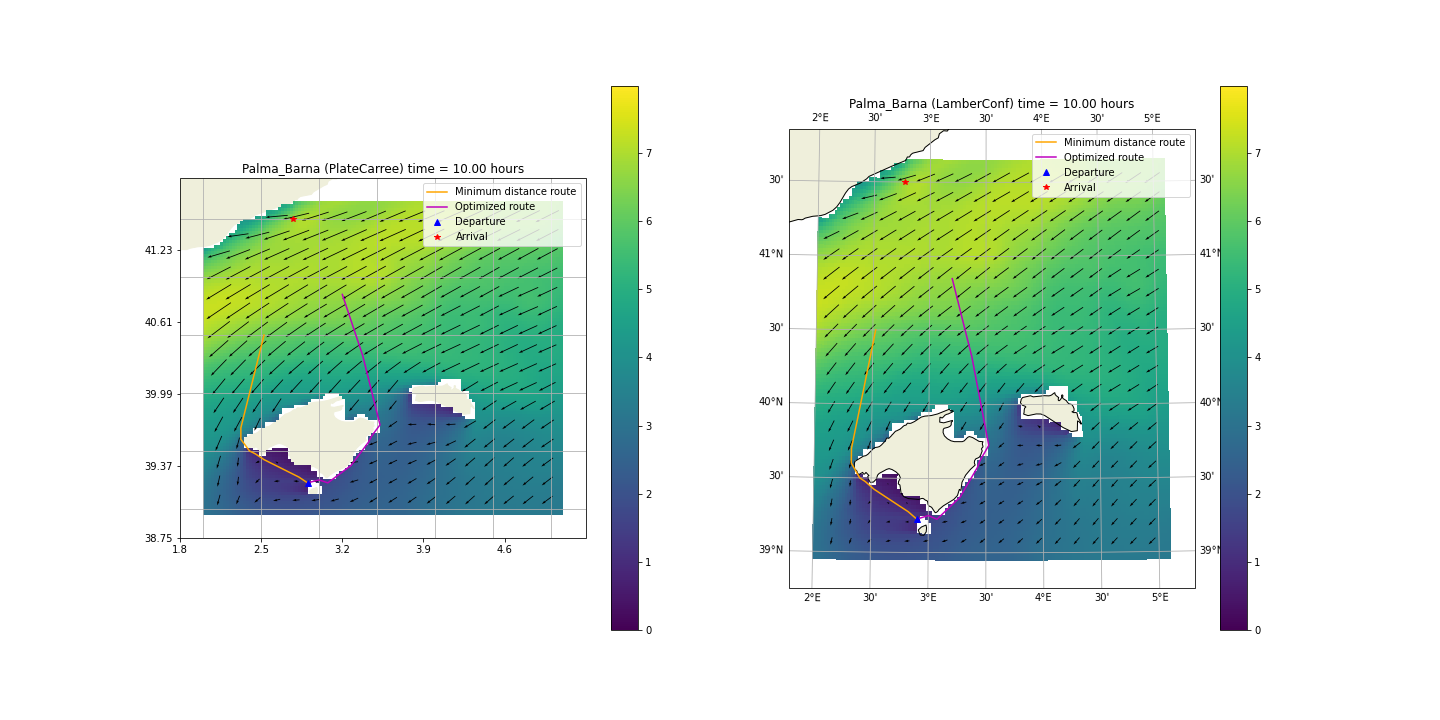 Palma_Barna (PlateCarree) time = 10.00 hours
Minimum distance route
Optimized route
Departure
Arrival
41.23
40.61
39.99
39.37
38.75
1.8
2.5
3.2
3.9
4.6
7
6
5
4
3
2
1
0
Palma_Barna (LamberConf) time = 10.00 hours
2°E
30'
3°E
30'
4°E
30'
5°E
Minimum distance route
Optimized route
Departure
Arrival
30'
41°N
30'
40°N
30'
39°N
30'
41°N
30'
40°N
30'
39°N
2°E
30'
3°E
30'
4°E
30'
5°E
7
6
5
4
3
2
1
0